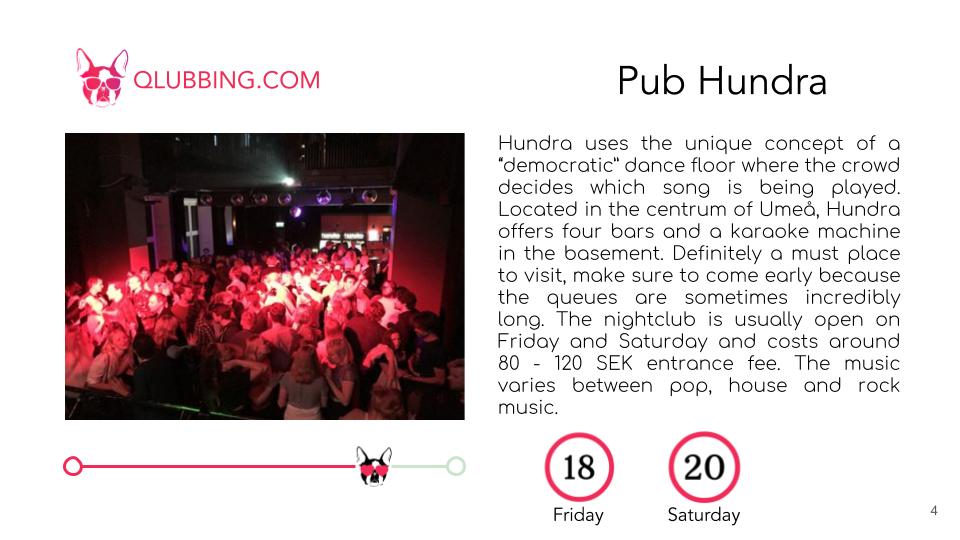 QLUBBING.COM
Pub Hundra
Hundra uses the unique concept of a
“democratic” dance floor where the crowd
decides which song is being played.
Located in the centrum of Umeå, Hundra
offers four bars and a karaoke machine
in the basement. Definitely a must place
to visit, make sure to come early because
the queues are sometimes incredibly
long. The nightclub is usually open on
Friday and Saturday and costs around
80 - 120 SEK entrance fee. The music
varies between pop, house and rock
music.
18
20
Friday
Saturday
4